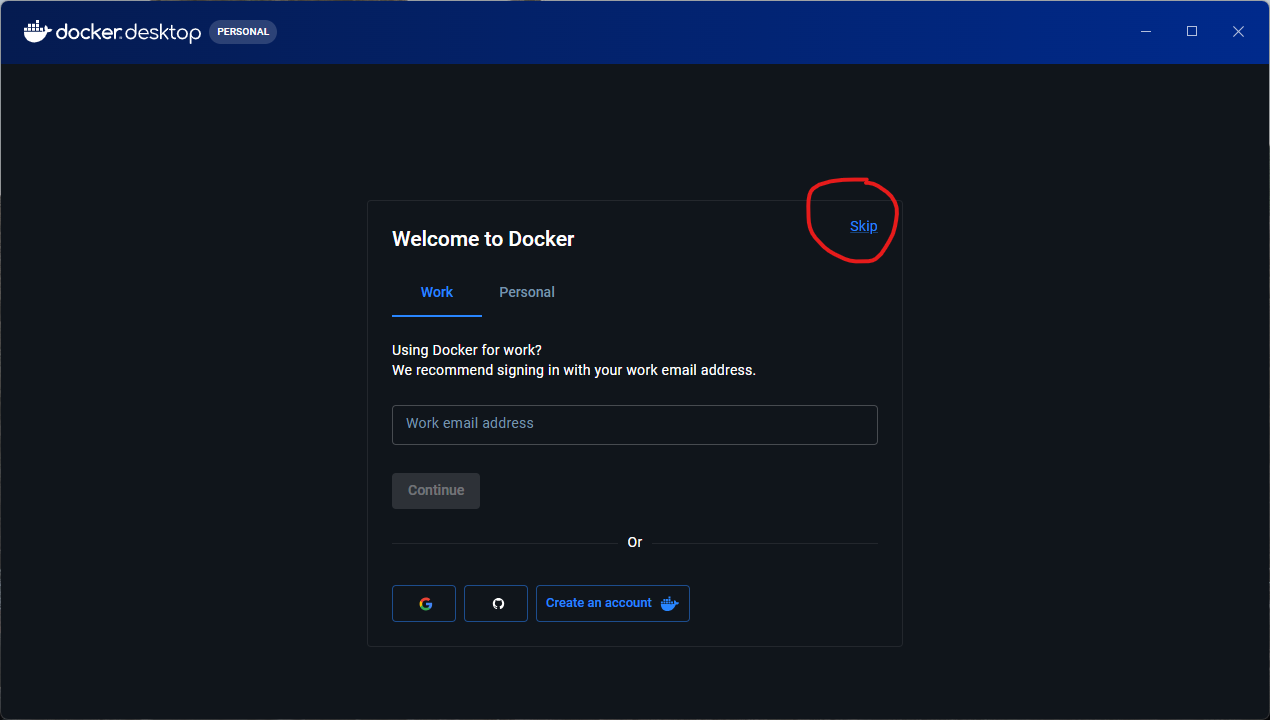 docker desktop PERSONAL
Skip
Welcome to Docker
Work Personal
Using Docker for work?
We recommend signing in with your work email address.
Work email address
Continue
Or
Create an account